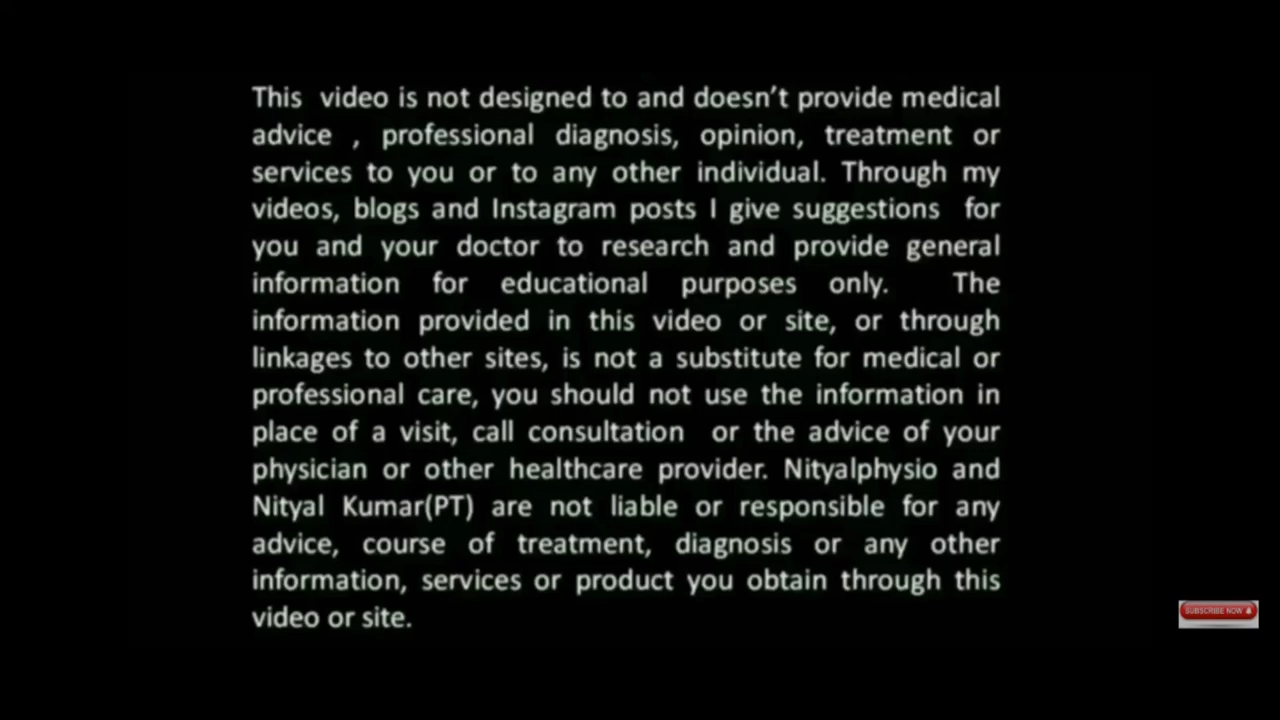 This video is not designed to and doesn't provide medical
advice , professional diagnosis, opinion, treatment or
services to you or to any other individual. Through my
videos, blogs and Instagram posts I give suggestions for
you and your doctor to research and provide general
information for educational purposes only. The
information provided in this video or site, or through
linkages to other sites, is not a substitute for medical or
professional care, you should not use the information in
place of a visit, call consultation or the advice of your
physician or other healthcare provider. Nityalphysio and
Nityal Kumar(PT) are not liable or responsible for any
advice, course of treatment, diagnosis or any other
information, services or product you obtain through this
video or site.
SUBSCRIBE NOW